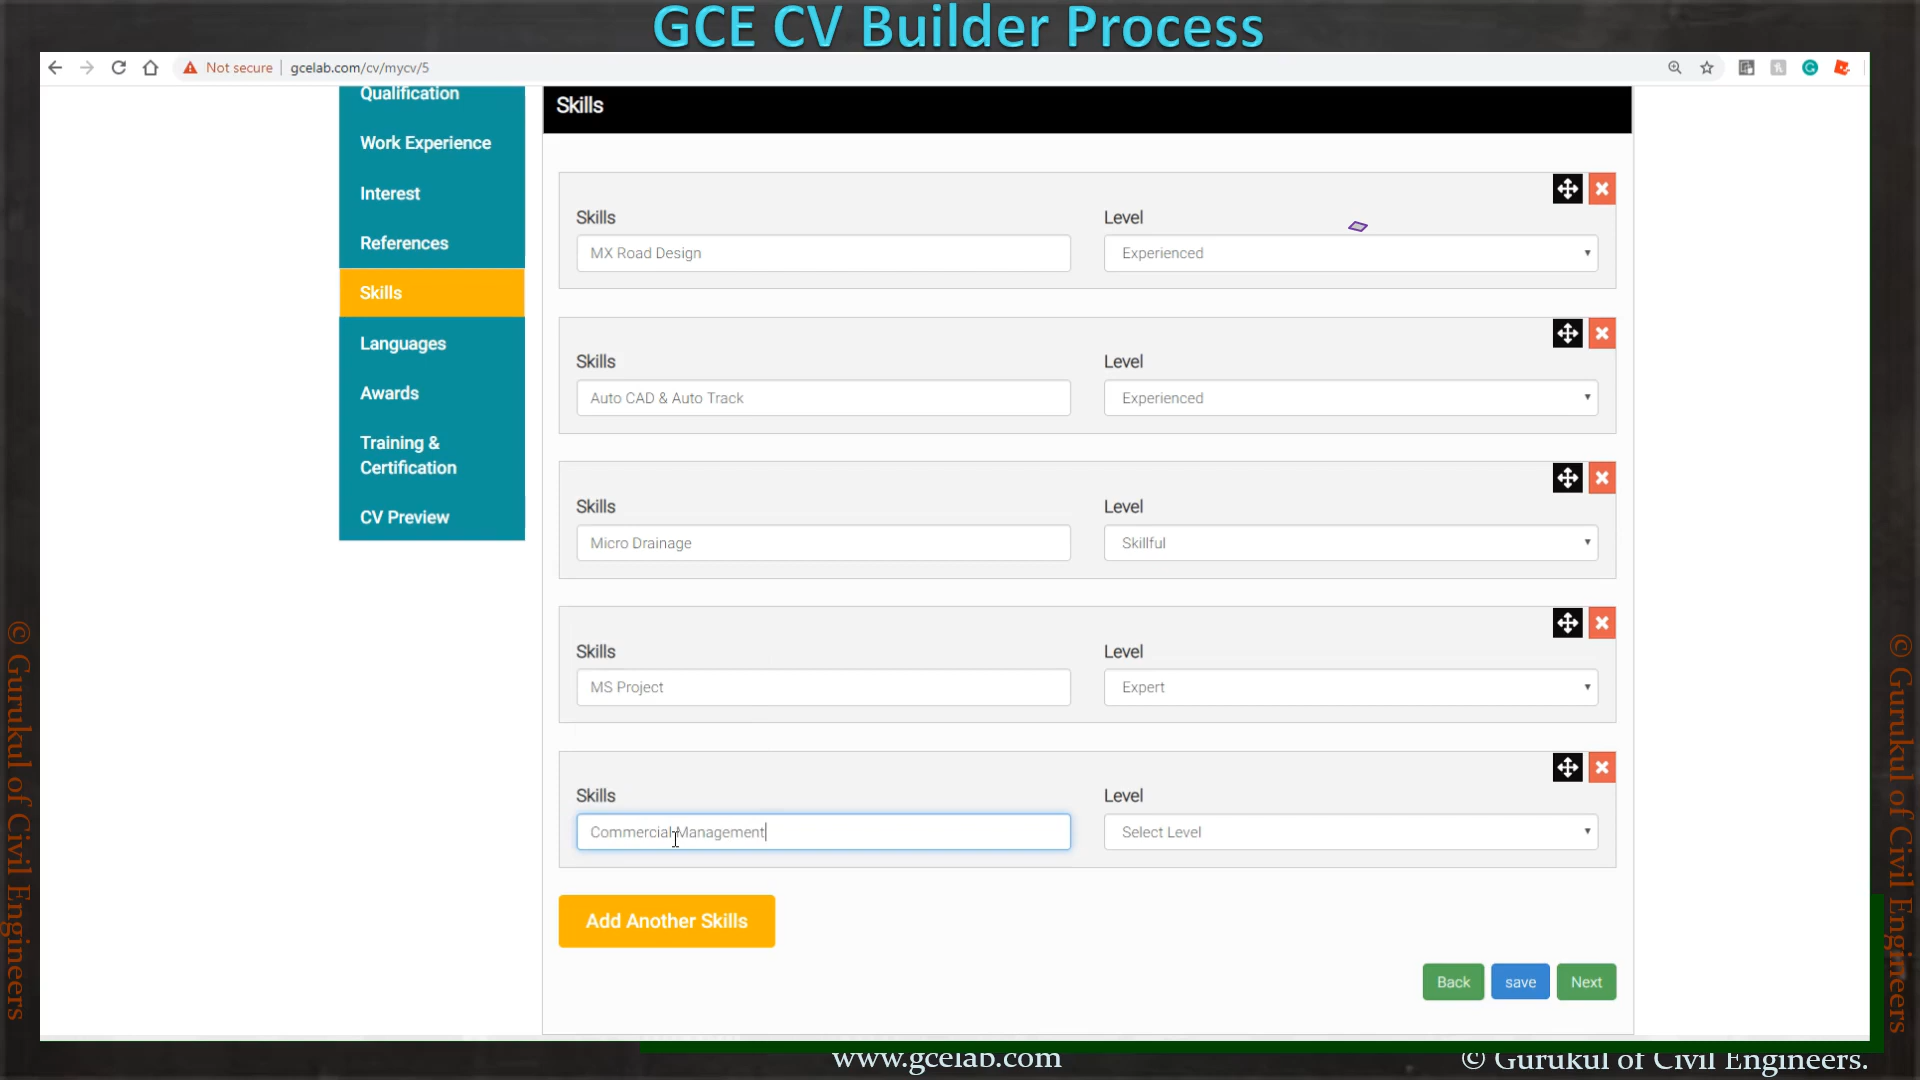 GCE CV Builder Process
Not secure | gcelab.com/cv/mycv/5
Qualification
Work Experience
Interest
References
Skills
Languages
Awards
Training &
Certification
CV Preview
Skills
Skills Level
MX Road Design Experienced
Skills Level
Auto CAD & Auto Track Experienced
Skills Level
Micro Drainage Skillful
Skills Level
MS Project Expert
Skills Level
Commercial Management Select Level
Add Another Skills
Back save Next
© Gurukul of Civil Engineers
© Gurukul of Civil Engineers
www.gcelab.com
© Gurukul of Civil Engineers.